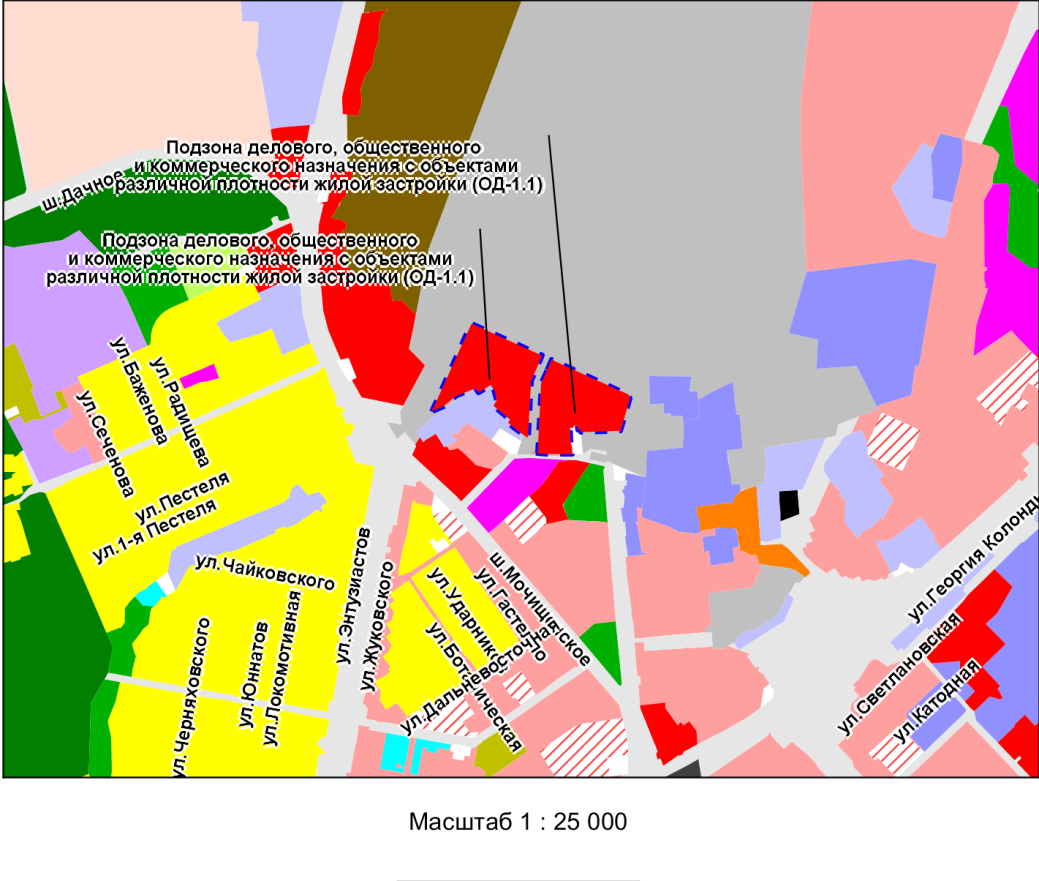 Подзона делового, общественного
и коммерческого назначения с объектами
различной плотности жилой застройки (ОД-1.1)
ш.Дачное
Подзона делового, общественного
и коммерческого назначения с объектами
различной плотности жилой застройки (ОД-1.1)
ул.Баженова
ул.Радищева
ул.Сеченова
ул.Пестеля
ул.1-я Пестеля
ул.Чайковского
ул.Энтузиастов
ул.Жуковского
ш.Мочищенское
ул.Гастелло
ул.Ударников
ул.Ботаническая
ул.Дальневосточная
ул.Черняховского
ул.Юннатов
ул.Локомотивная
ул.Георгия Колонды
ул.Светлановская
ул.Катодная
Масштаб 1 : 25 000